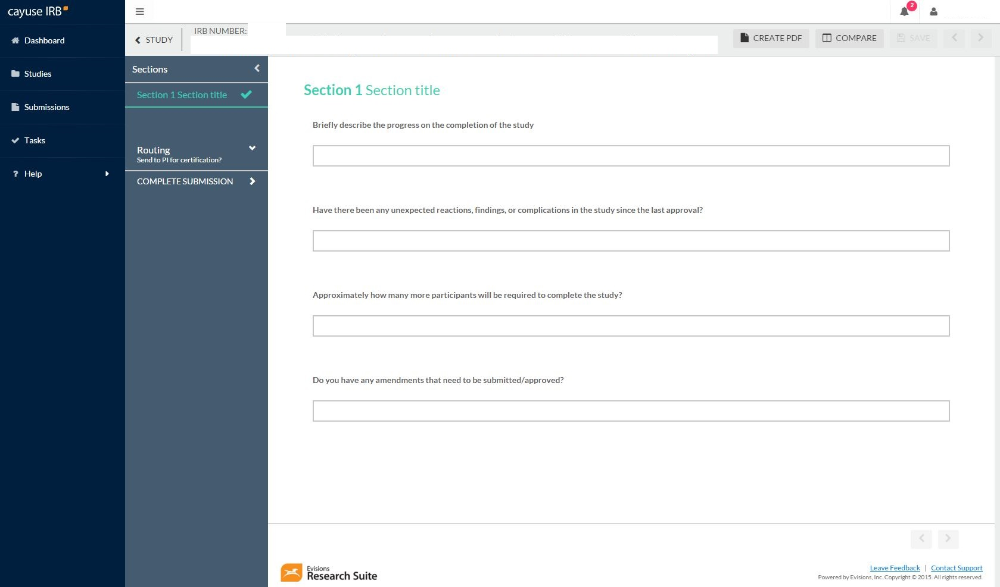 cayuse IRB
2
Dashboard
Studies
Submissions
Tasks
? Help
STUDY
IRB NUMBER:
CREATE PDF
COMPARE
SAVE
Sections
Section 1 Section title
Routing
Send to PI for certification?
COMPLETE SUBMISSION
Section 1 Section title
Briefly describe the progress on the completion of the study
Have there been any unexpected reactions, findings, or complications in the study since the last approval?
Approximately how many more participants will be required to complete the study?
Do you have any amendments that need to be submitted/approved?
Evisions
Research Suite
Leave Feedback | Contact Support
Powered by Evisions, Inc. Copyright © 2015. All rights reserved.